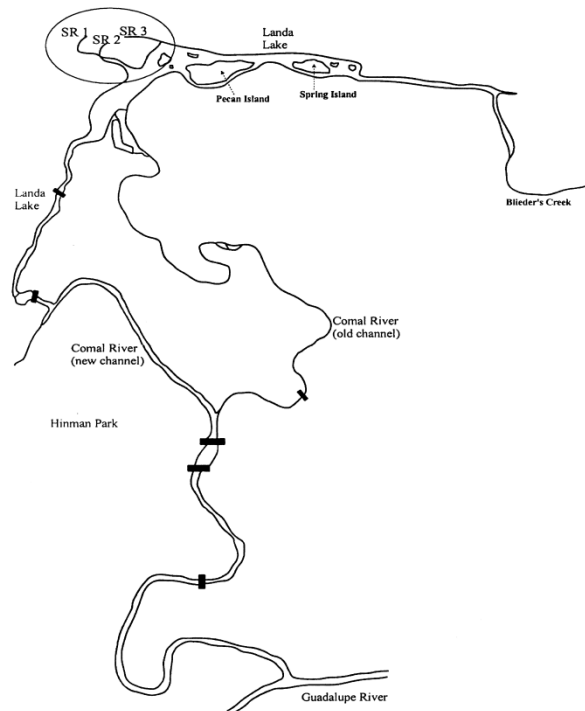 SR 1
SR 2
SR 3
Landa
Lake
Pecan Island
Spring Island
Blieder's Creek
Landa
Lake
Comal River
(old channel)
Comal River
(new channel)
Hinman Park
Guadalupe River